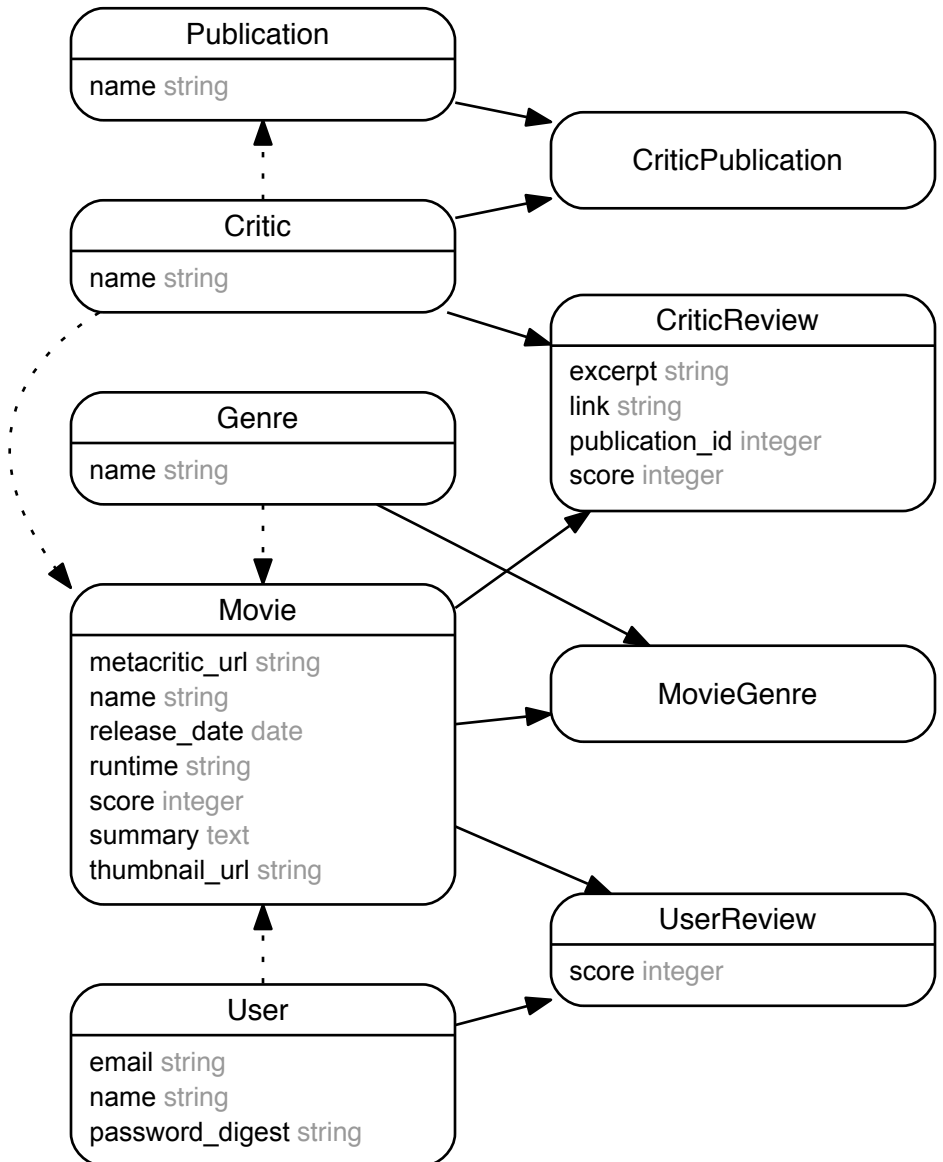 Publication
name string
CriticPublication
Critic
name string
CriticReview
excerpt string
link string
publication_id integer
score integer
Genre
name string
Movie
metacritic_url string
name string
release_date date
runtime string
score integer
summary text
thumbnail_url string
MovieGenre
UserReview
score integer
User
email string
name string
password_digest string